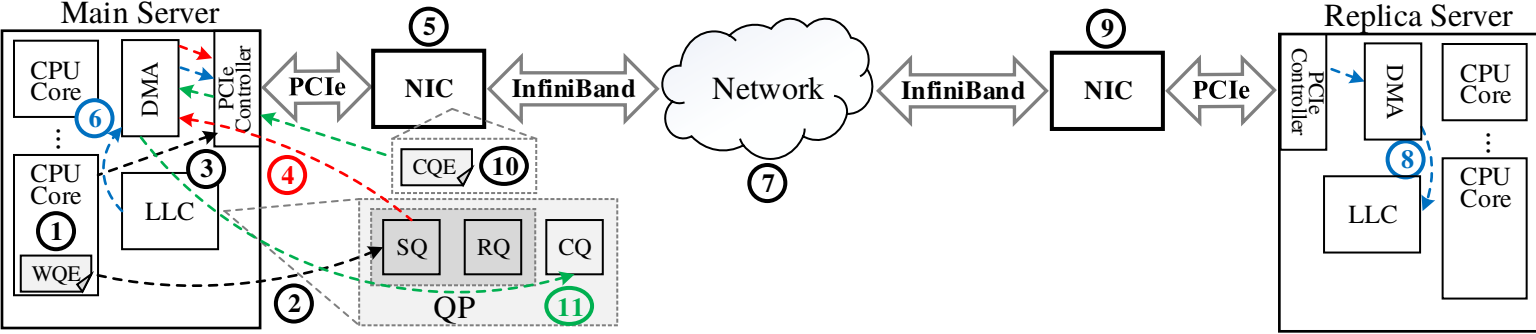 Main Server
Replica Server
CPU
Core
DMA
PCIe
Controller
PCIe
5
NIC
InfiniBand
Network
InfiniBand
9
NIC
PCIe
PCIe
Controller
DMA
CPU
Core
6
⋮
3
4
CQE
10
7
8
⋮
CPU
Core
LLC
1
WQE
2
SQ
RQ
CQ
QP
11
LLC
CPU
Core